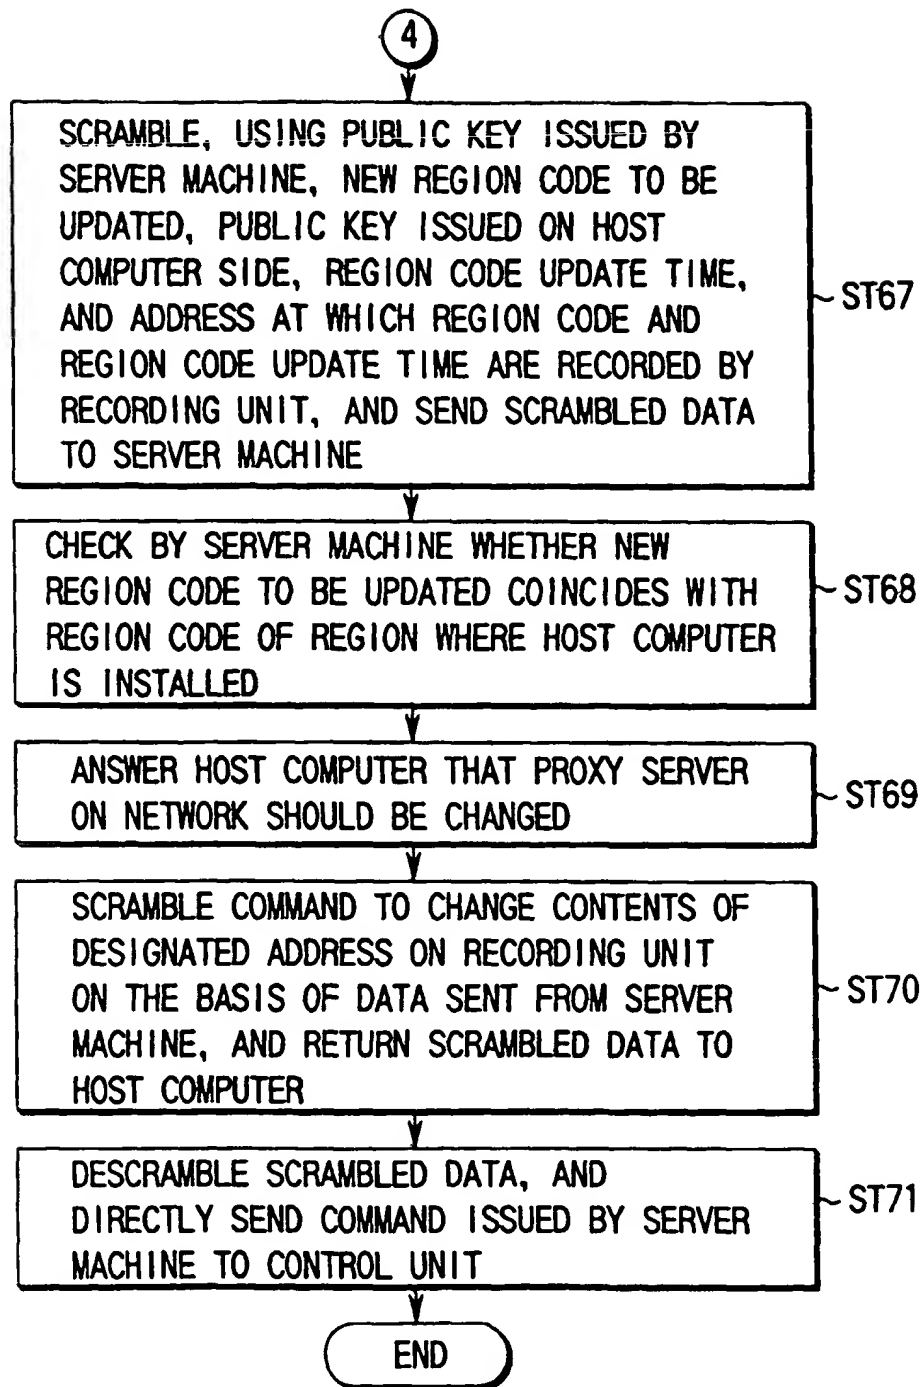 4
SCRAMBLE, USING PUBLIC KEY ISSUED BY
SERVER MACHINE, NEW REGION CODE TO BE
UPDATED, PUBLIC KEY ISSUED ON HOST
COMPUTER SIDE, REGION CODE UPDATE TIME,
AND ADDRESS AT WHICH REGION CODE AND
REGION CODE UPDATE TIME ARE RECORDED BY
RECORDING UNIT, AND SEND SCRAMBLED DATA
TO SERVER MACHINE
ST67
CHECK BY SERVER MACHINE WHETHER NEW
REGION CODE TO BE UPDATED COINCIDES WITH
REGION CODE OF REGION WHERE HOST COMPUTER
IS INSTALLED
ST68
ANSWER HOST COMPUTER THAT PROXY SERVER
ON NETWORK SHOULD BE CHANGED
ST69
SCRAMBLE COMMAND TO CHANGE CONTENTS OF
DESIGNATED ADDRESS ON RECORDING UNIT
ON THE BASIS OF DATA SENT FROM SERVER
MACHINE, AND RETURN SCRAMBLED DATA TO
HOST COMPUTER
ST70
DESCRAMBLE SCRAMBLED DATA, AND
DIRECTLY SEND COMMAND ISSUED BY SERVER
MACHINE TO CONTROL UNIT
ST71
END